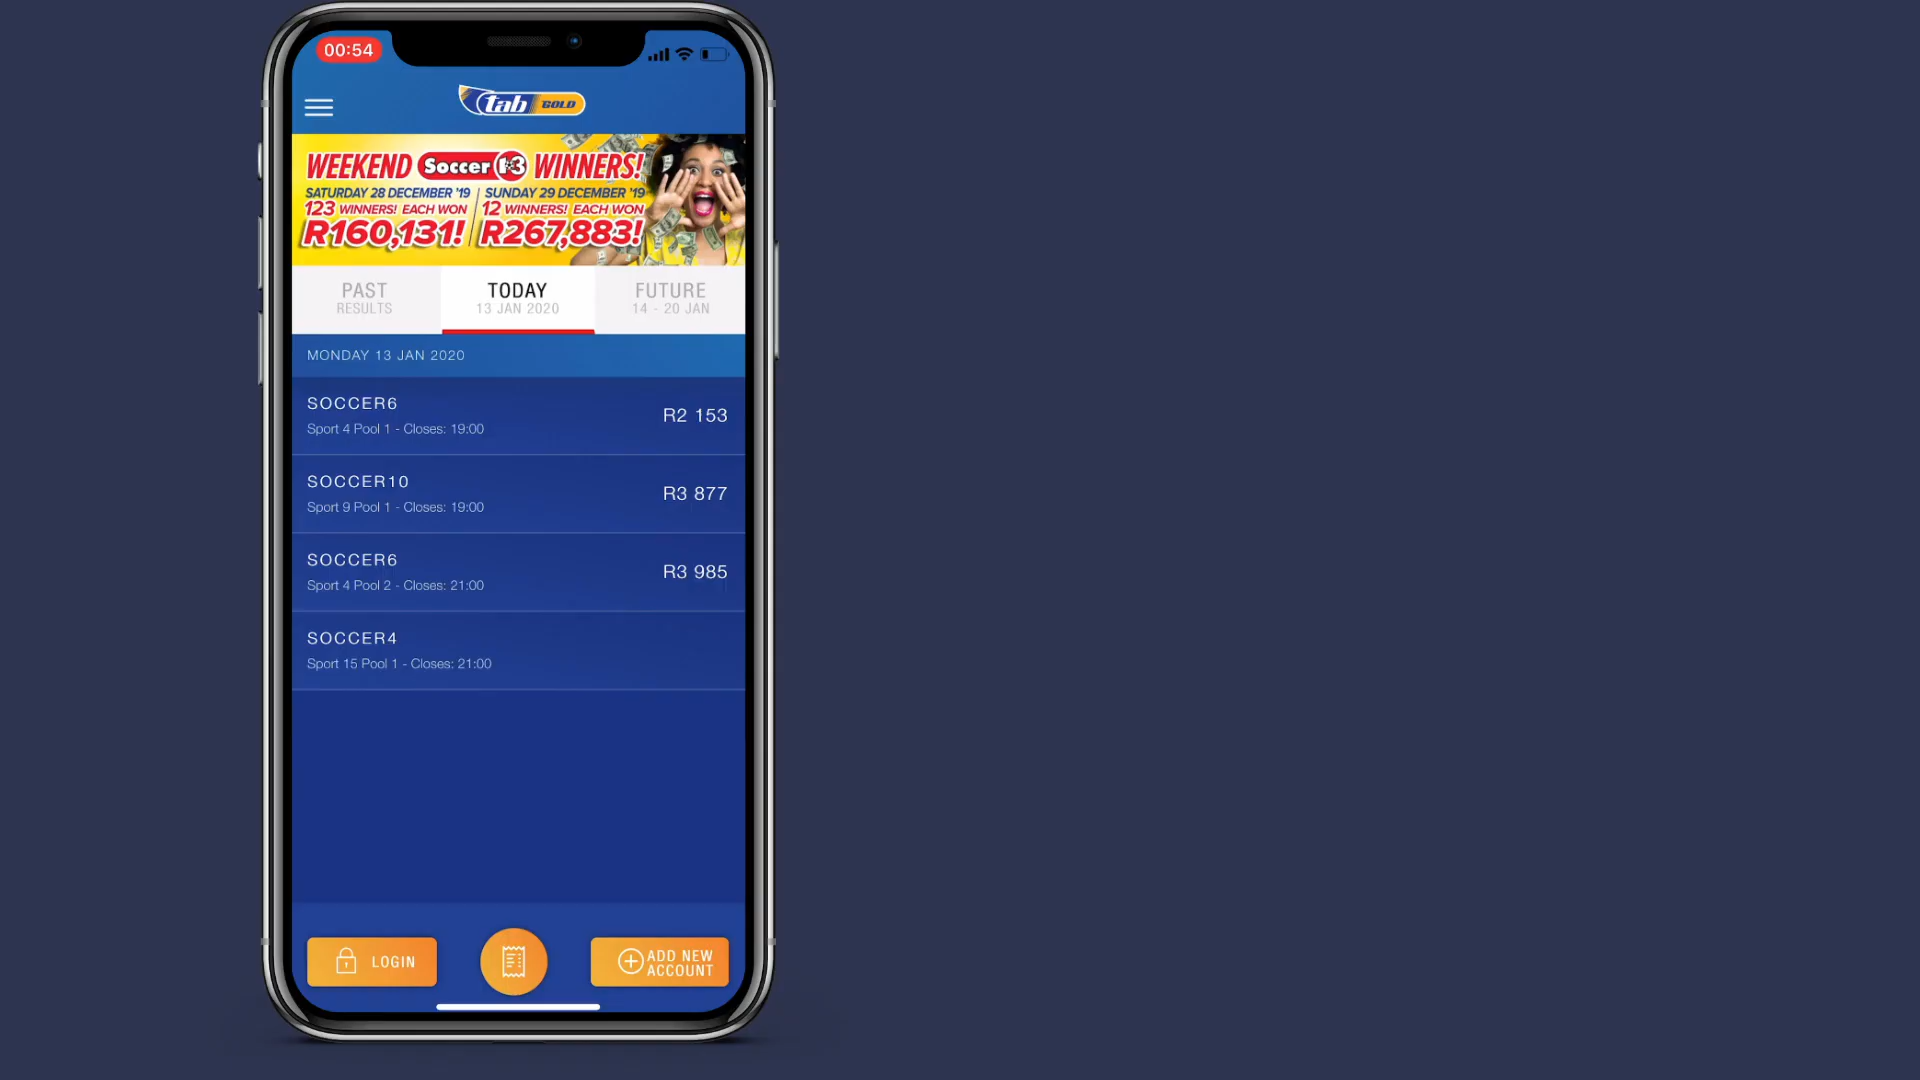 00:54
tab GOLD
WEEKEND Soccer 13 WINNERS!
SATURDAY 28 DECEMBER '19 | SUNDAY 29 DECEMBER '19
123 WINNERS! EACH WON 12 WINNERS! EACH WON
R160,131! R267,883!
PAST TODAY FUTURE
RESULTS 13 JAN 2020 14 - 20 JAN
MONDAY 13 JAN 2020
SOCCER6
R2 153
Sport 4 Pool 1 - Closes: 19:00
SOCCER10
R3 877
Sport 9 Pool 1 - Closes: 19:00
SOCCER6
R3 985
Sport 4 Pool 2 - Closes: 21:00
SOCCER4
Sport 15 Pool 1 - Closes: 21:00
LOGIN
ADD NEW
ACCOUNT